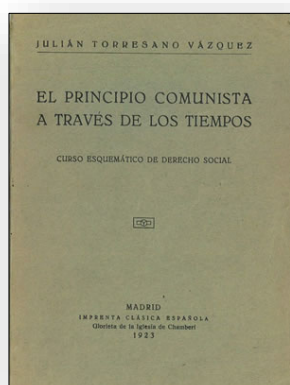 JULIÁN TORRESANO VÁZQUEZ
EL PRINCIPIO COMUNISTA
A TRAVÉS DE LOS TIEMPOS
CURSO ESQUEMÁTICO DE DERECHO SOCIAL
MADRID
IMPRENTA CLÁSICA ESPAÑOLA
Glorieta de la Iglesia de Chamberí
1923